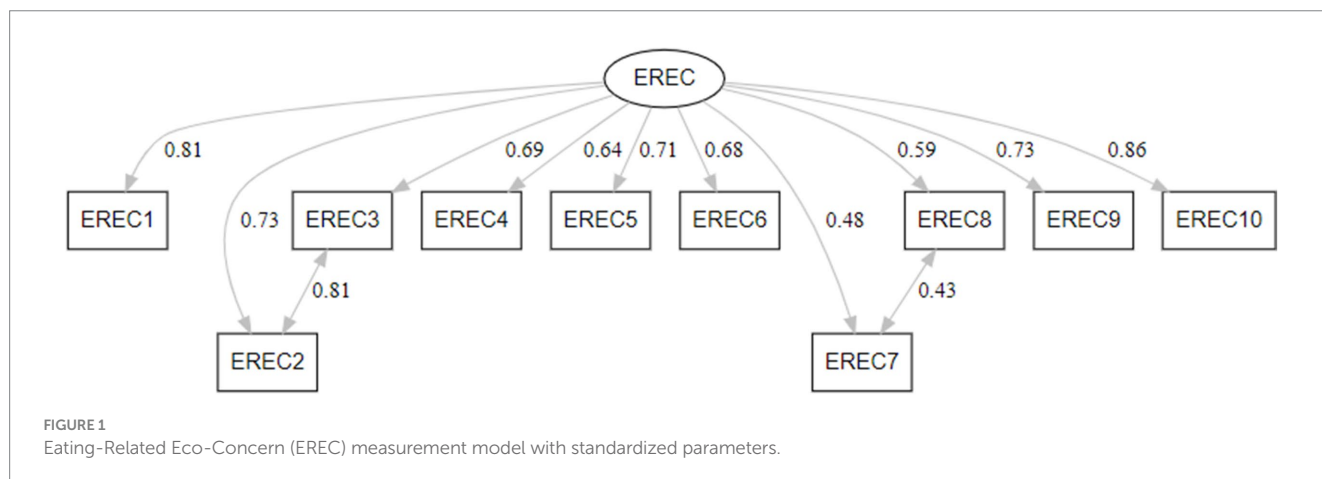 EREC
0.81
0.69
0.64
0.71
0.68
0.59
0.73
0.86
EREC1
0.73
EREC3
EREC4
EREC5
EREC6
0.48
EREC8
EREC9
EREC10
0.81
0.43
EREC2
EREC7
FIGURE 1
Eating-Related Eco-Concern (EREC) measurement model with standardized parameters.